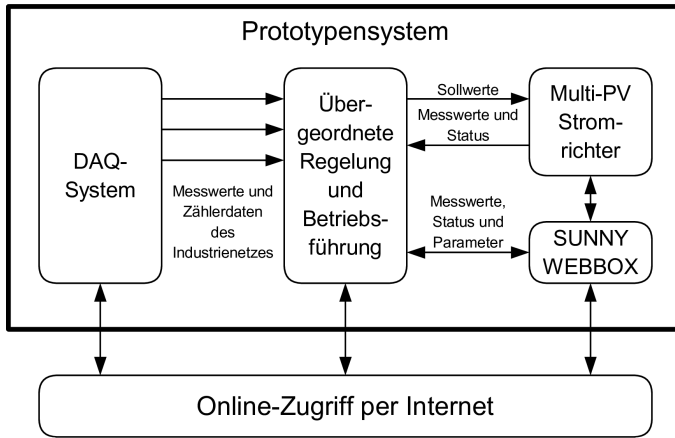 Prototypensystem
DAQ-
System
Messwerte und
Zählerdaten
des
Industrienetzes
Über-
geordnete
Regelung
und
Betriebs-
führung
Sollwerte
Messwerte und
Status
Messwerte,
Status und
Parameter
Multi-PV
Strom-
richter
SUNNY
WEBBOX
Online-Zugriff per Internet